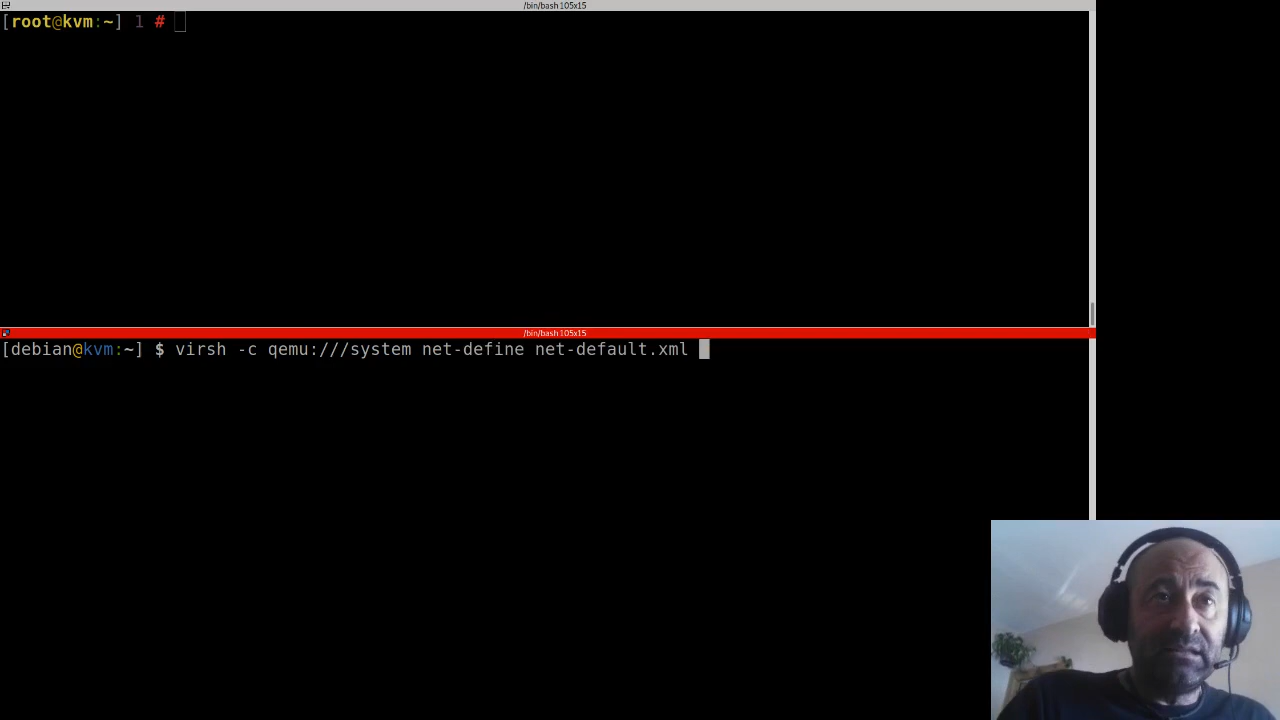 /bin/bash 105x15
[root@kvm:~] 1 #
/bin/bash 105x15
[debian@kvm:~] $ virsh -c qemu:///system net-define net-default.xml